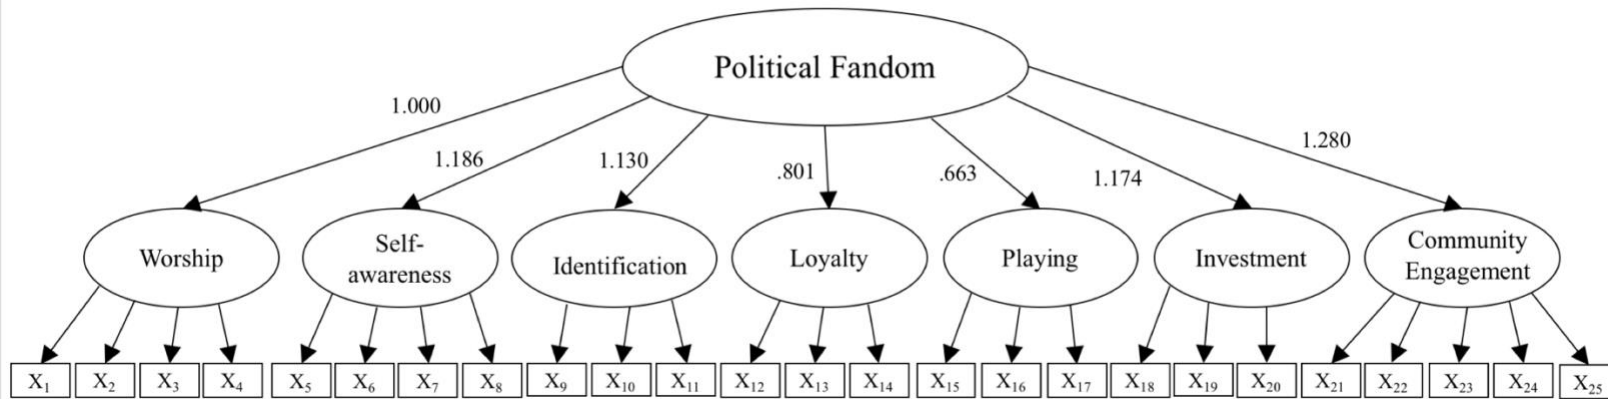 Political Fandom
1.000
1.186
1.130
.801
.663
1.174
1.280
Worship
Self-
awareness
Identification
Loyalty
Playing
Investment
Community
Engagement
X1 X2 X3 X4 X5 X6 X7 X8 X9 X10 X11 X12 X13 X14 X15 X16 X17 X18 X19 X20 X21 X22 X23 X24 X25